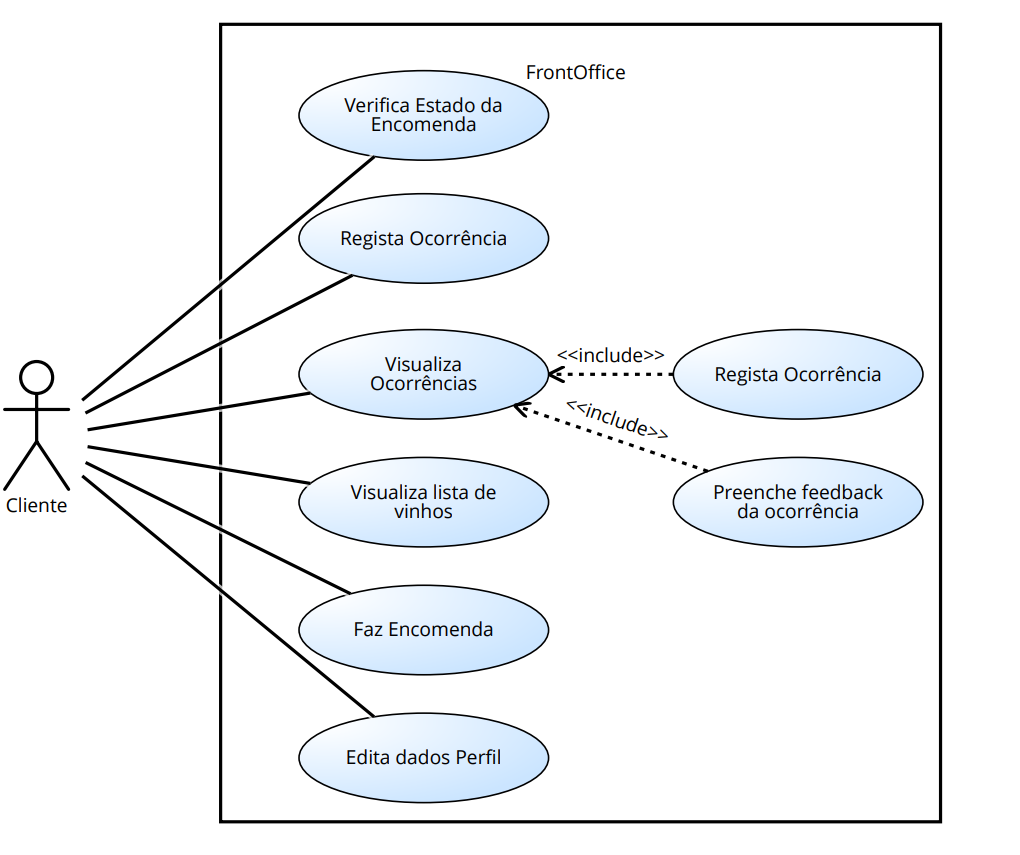 FrontOffice
Verifica Estado da
Encomenda
Regista Ocorrência
Visualiza
Ocorrências
<<include>>
Regista Ocorrência
<<include>>
Visualiza lista de
vinhos
Preenche feedback
da ocorrência
Cliente
Faz Encomenda
Edita dados Perfil